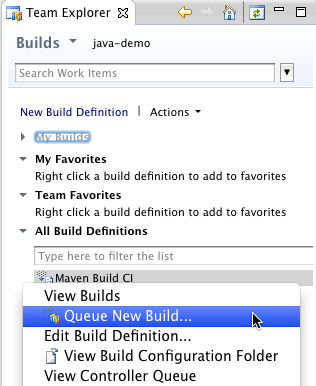 Team Explorer
Builds java-demo
Search Work Items
New Build Definition Actions
My Builds
My Favorites
Right click a build definition to add to favorites
Team Favorites
Right click a build definition to add to favorites
All Build Definitions
Type here to filter the list
Maven Build CI
View Builds
Queue New Build...
Edit Build Definition...
View Build Configuration Folder
View Controller Queue